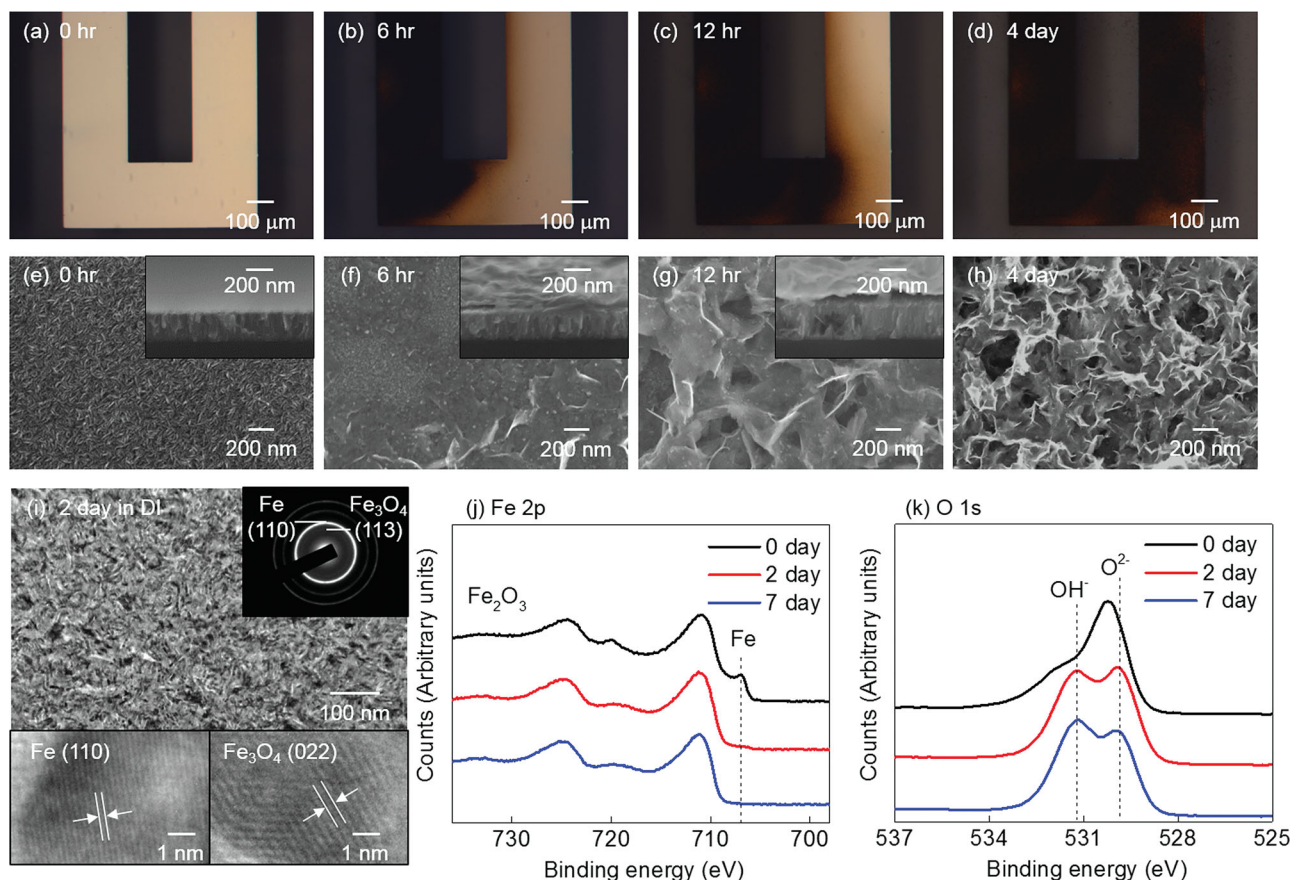 (a) 0 hr
100 μm
(b) 6 hr
100 μm
(c) 12 hr
100 μm
(d) 4 day
100 μm
(e) 0 hr
200 nm
200 nm
(f) 6 hr
200 nm
200 nm
(g) 12 hr
200 nm
200 nm
(h) 4 day
200 nm
(i) 2 day in DI
Fe
(110)
Fe₃O₄
(113)
100 nm
Fe (110)
1 nm
Fe₃O₄ (022)
1 nm
(j) Fe 2p
0 day
2 day
7 day
Fe₂O₃
Fe
Counts (Arbitrary units)
730
720
710
700
Binding energy (eV)
(k) O 1s
0 day
2 day
7 day
OH⁻
O²⁻
Counts (Arbitrary units)
537
534
531
528
525
Binding energy (eV)